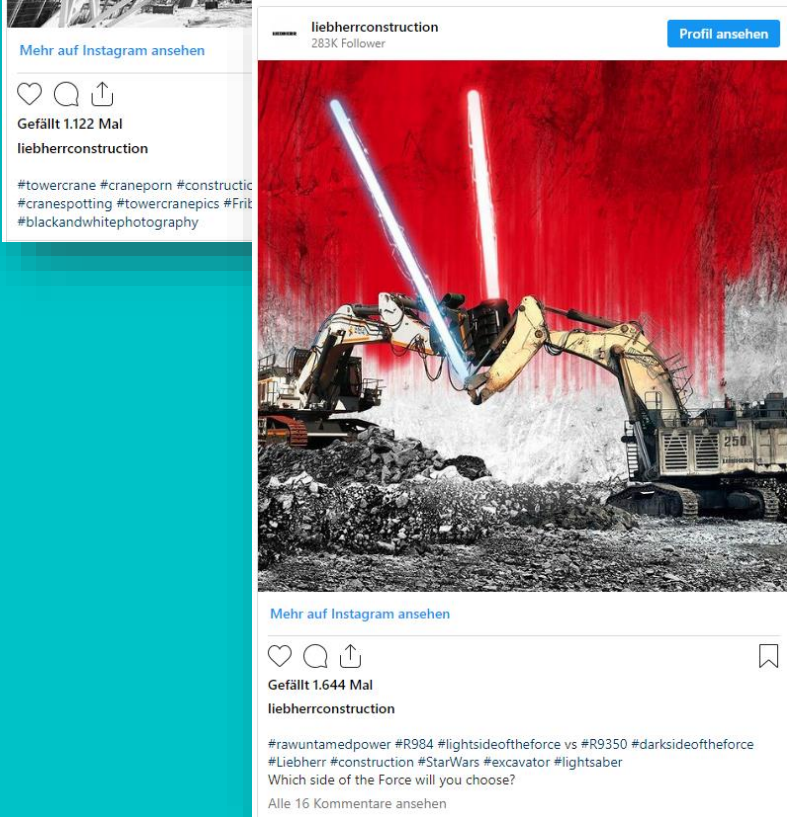 Mehr auf Instagram ansehen
Gefällt 1.122 Mal
liebherrconstruction
#towercrane #craneporn #constructio
#cranespotting #towercranepics #Frib
#blackandwhitephotography
LIEBHERR
liebherrconstruction
283K Follower
Profil ansehen
250
Mehr auf Instagram ansehen
Gefällt 1.644 Mal
liebherrconstruction
#rawuntamedpower #R984 #lightsideoftheforce vs #R9350 #darksideoftheforce
#Liebherr #construction #StarWars #excavator #lightsaber
Which side of the Force will you choose?
Alle 16 Kommentare ansehen